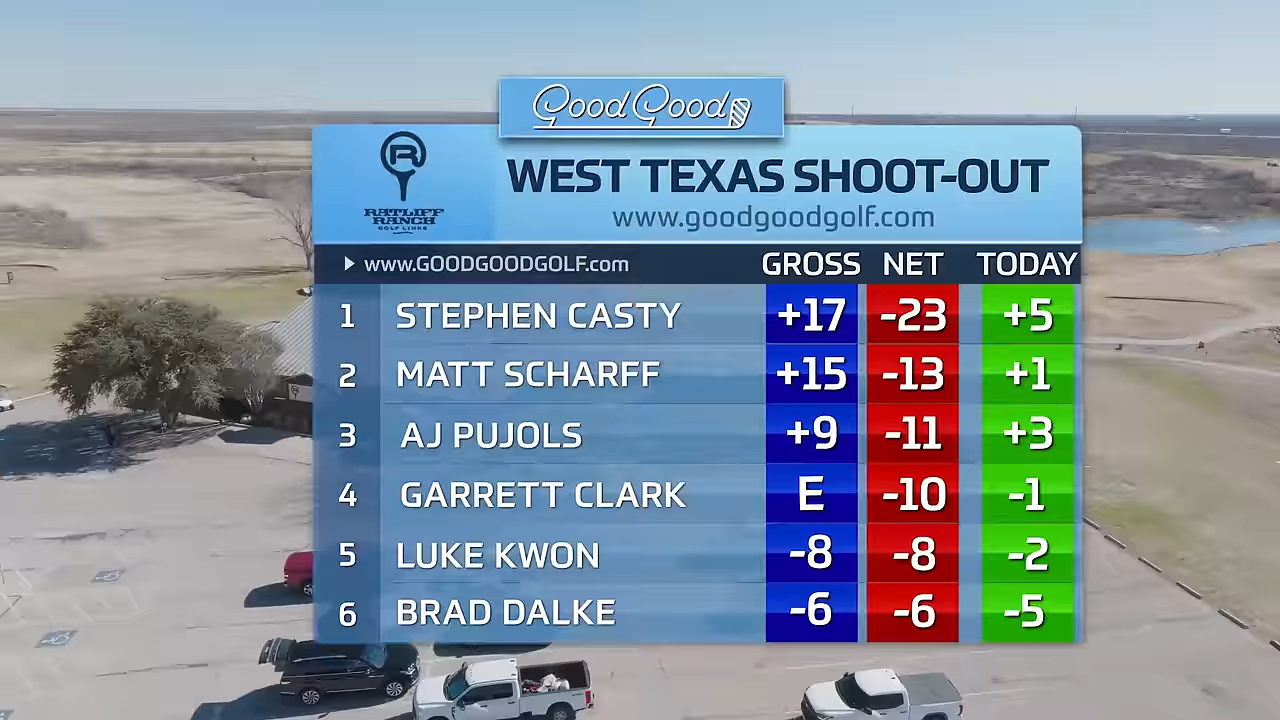 GoodGood
R
RATLIFF
RANCH
GOLF LINKS
WEST TEXAS SHOOT-OUT
www.goodgoodgolf.com
www.GOODGOODGOLF.com GROSS NET TODAY
1 STEPHEN CASTY +17 -23 +5
2 MATT SCHARFF +15 -13 +1
3 AJ PUJOLS +9 -11 +3
4 GARRETT CLARK E -10 -1
5 LUKE KWON -8 -8 -2
6 BRAD DALKE -6 -6 -5